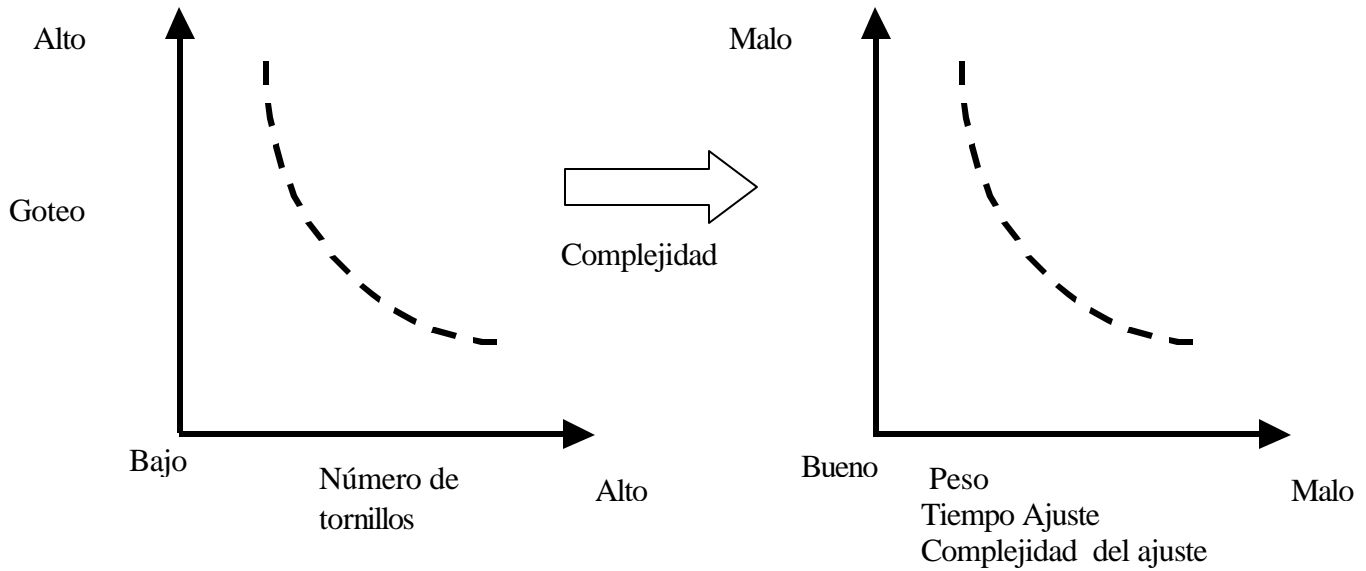 Alto
Goteo
Bajo
Número de
tornillos
Alto
Complejidad
Malo
Bueno
Peso
Tiempo Ajuste
Complejidad del ajuste
Malo